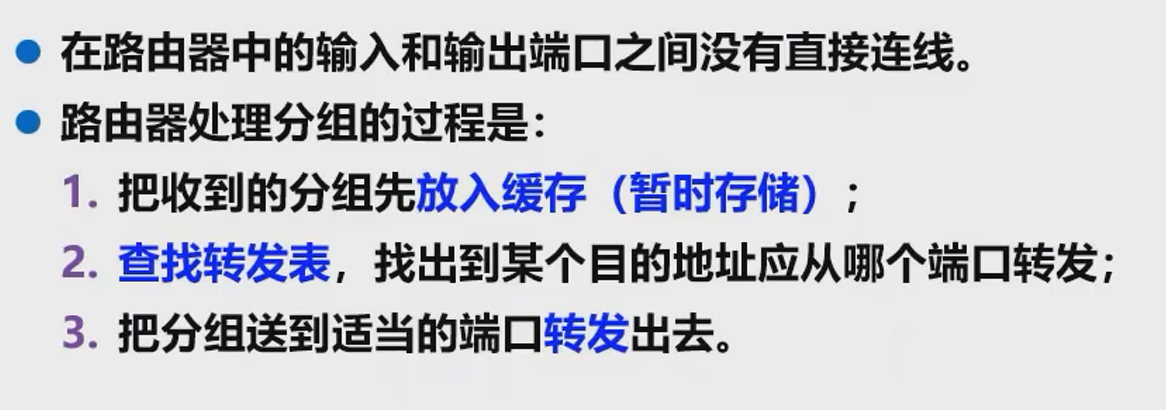 ● 在路由器中的输入和输出端口之间没有直接连线。
● 路由器处理分组的过程是：
1. 把收到的分组先放入缓存（暂时存储）；
2. 查找转发表，找出到某个目的地址应从哪个端口转发；
3. 把分组送到适当的端口转发出去。